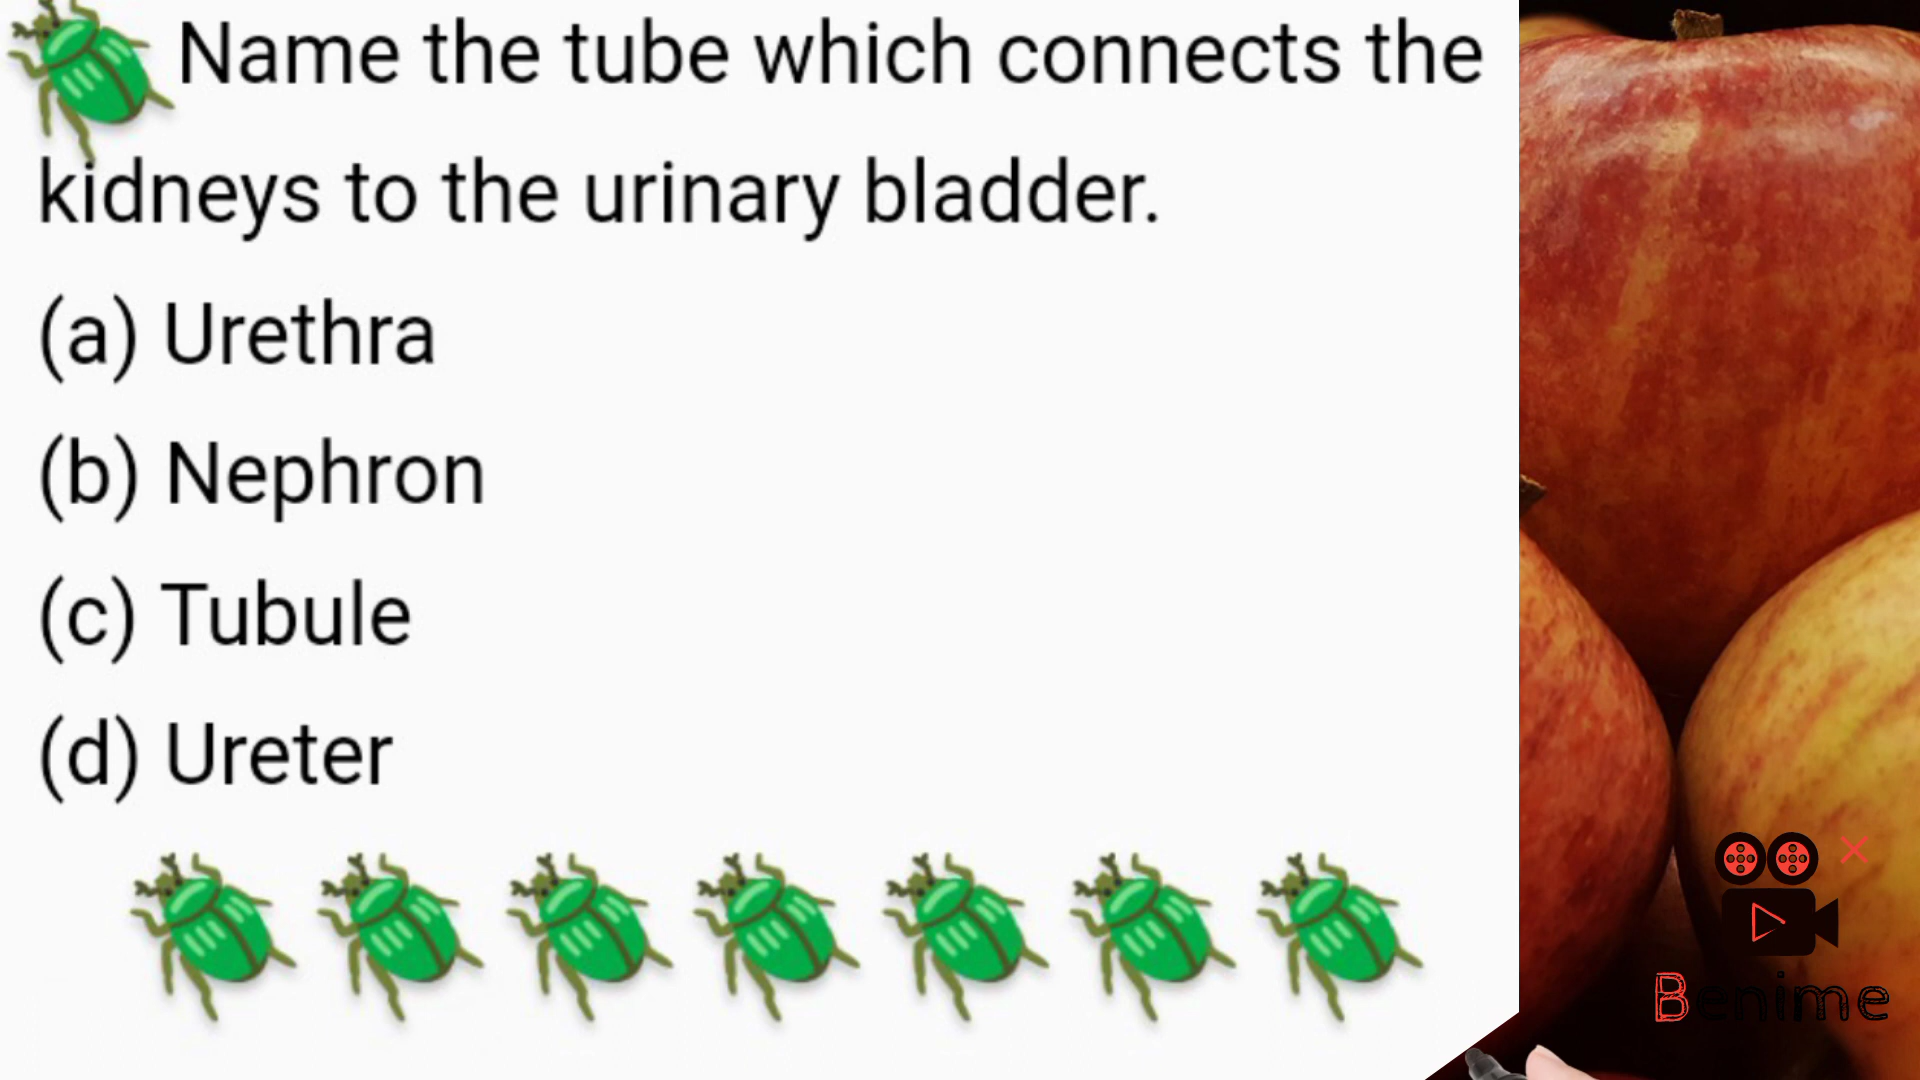 Name the tube which connects the
kidneys to the urinary bladder.
(a) Urethra
(b) Nephron
(c) Tubule
(d) Ureter
Benime